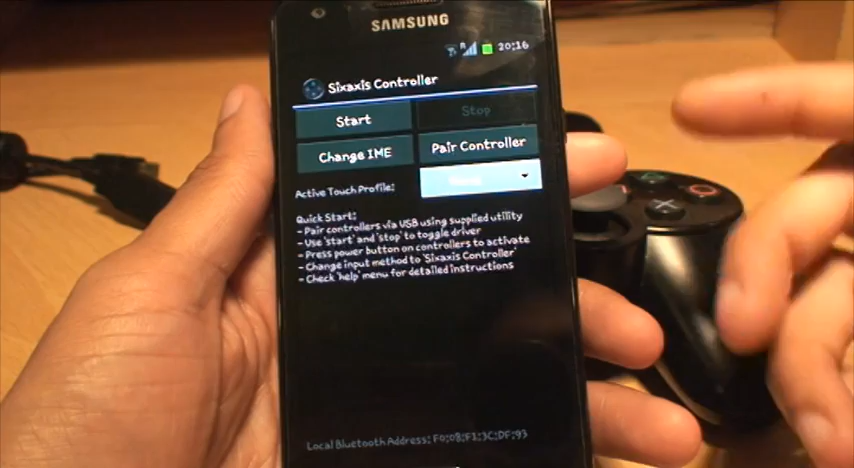 SAMSUNG
R 20:16
Sixaxis Controller
Start
Stop
Change IME
Pair Controller
Active Touch Profile:
Quick Start:
- Pair controllers via USB using supplied utility
- Use 'start' and 'stop' to toggle driver
- Press power button on controllers to activate
- Change input method to 'Sixaxis Controller'
- Check 'help' menu for detailed instructions
Local Bluetooth Address: F0:08:F1:3C:DF:93